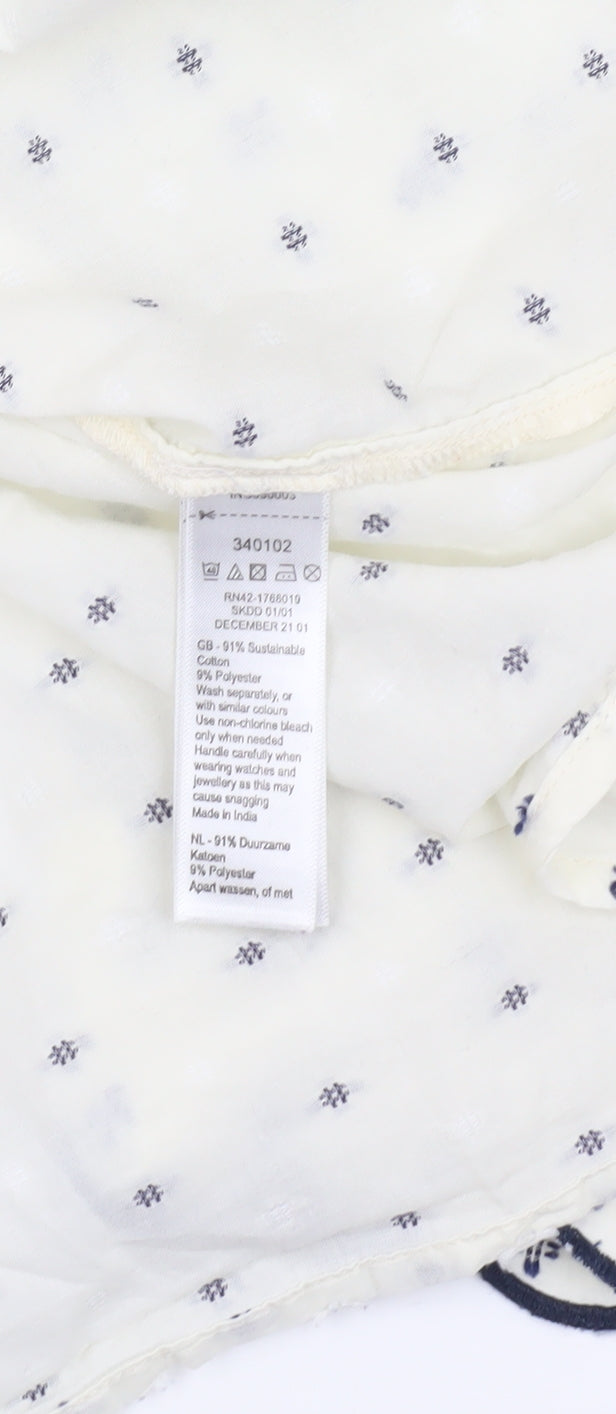 340102
RN42-1768019
SKDD 01/01
DECEMBER 21 01
GB - 91% Sustainable
Cotton
9% Polyester
Wash separately, or
with similar colours
Use non-chlorine bleach
only when needed
Handle carefully when
wearing watches and
jewellery as this may
cause snagging
Made in India
NL - 91% Duurzame
Katoen
9% Polyester
Apart wassen, of met